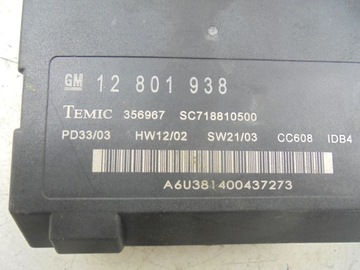 GM 12 801 938
TEMIC 356967 SC718810500
PD33/03 HW12/02 SW21/03 CC608 IDB4
A6U381400437273